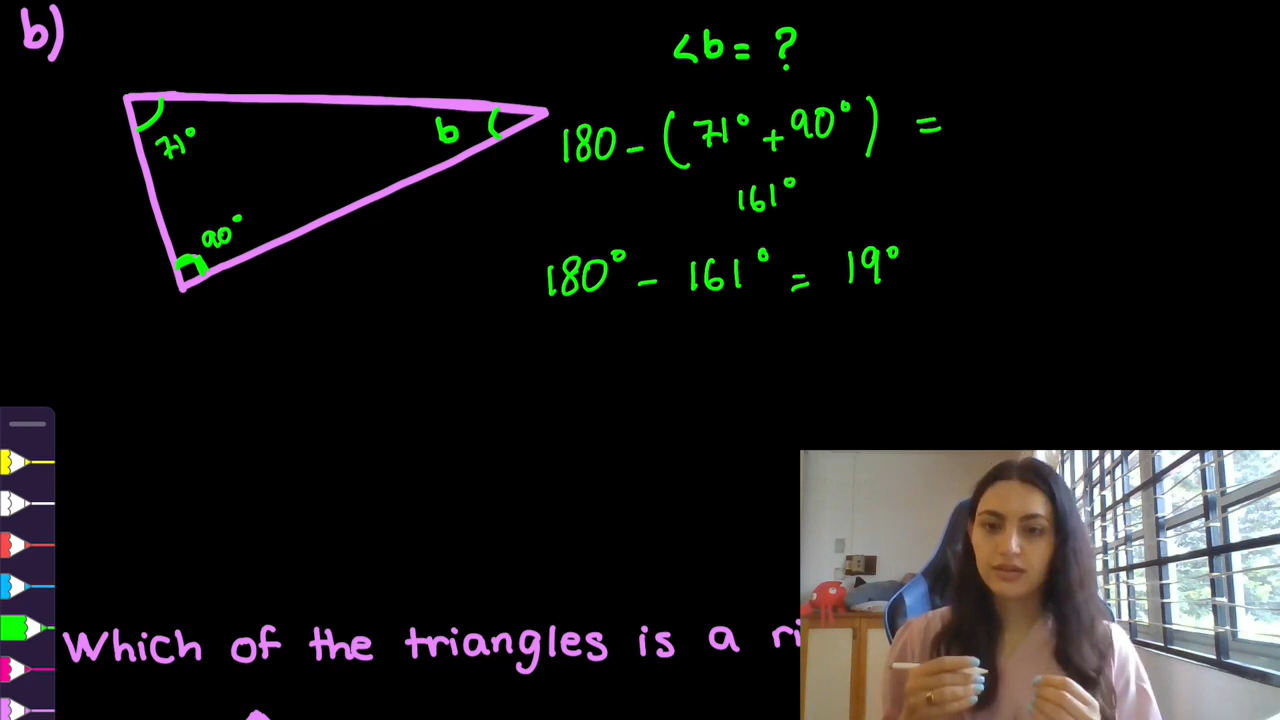 b)
<b = ?
71°
b
180 - (71° + 90°) =
161°
90°
180° - 161° = 19°
Which of the triangles is a